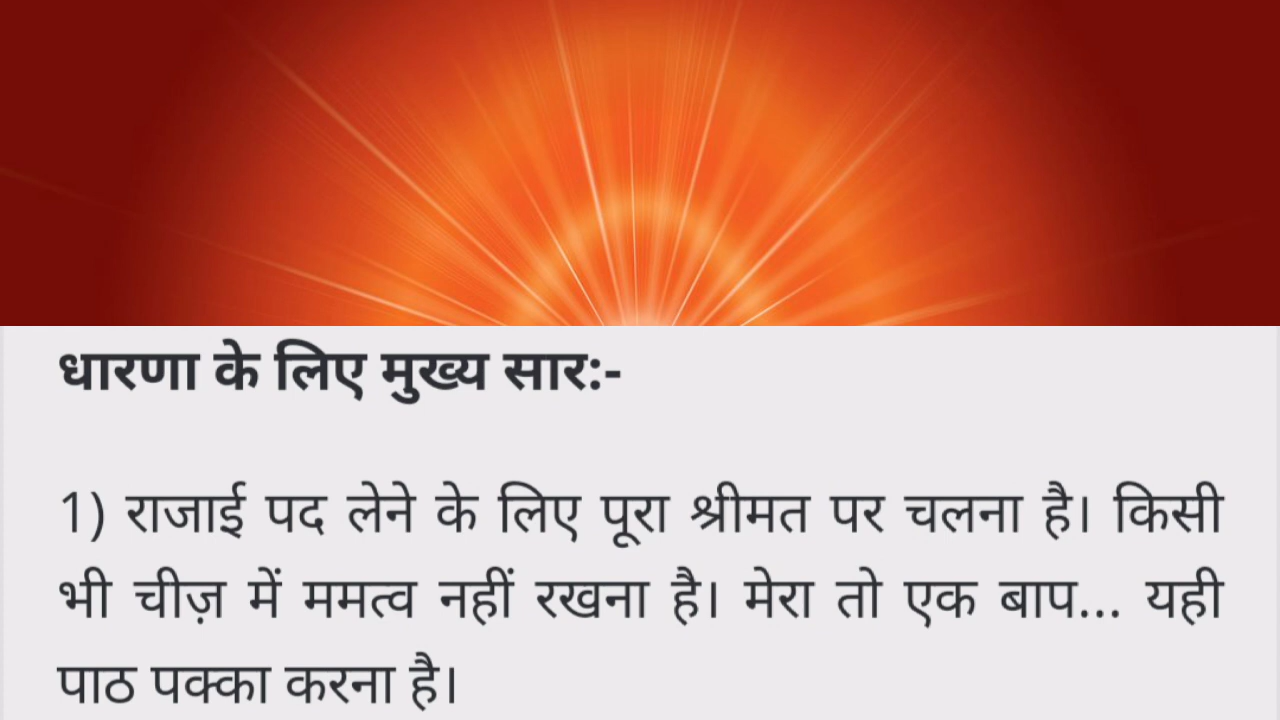 धारणा के लिए मुख्य सार:-
1) राजाई पद लेने के लिए पूरा श्रीमत पर चलना है। किसी
भी चीज़ में ममत्व नहीं रखना है। मेरा तो एक बाप... यही
पाठ पक्का करना है।